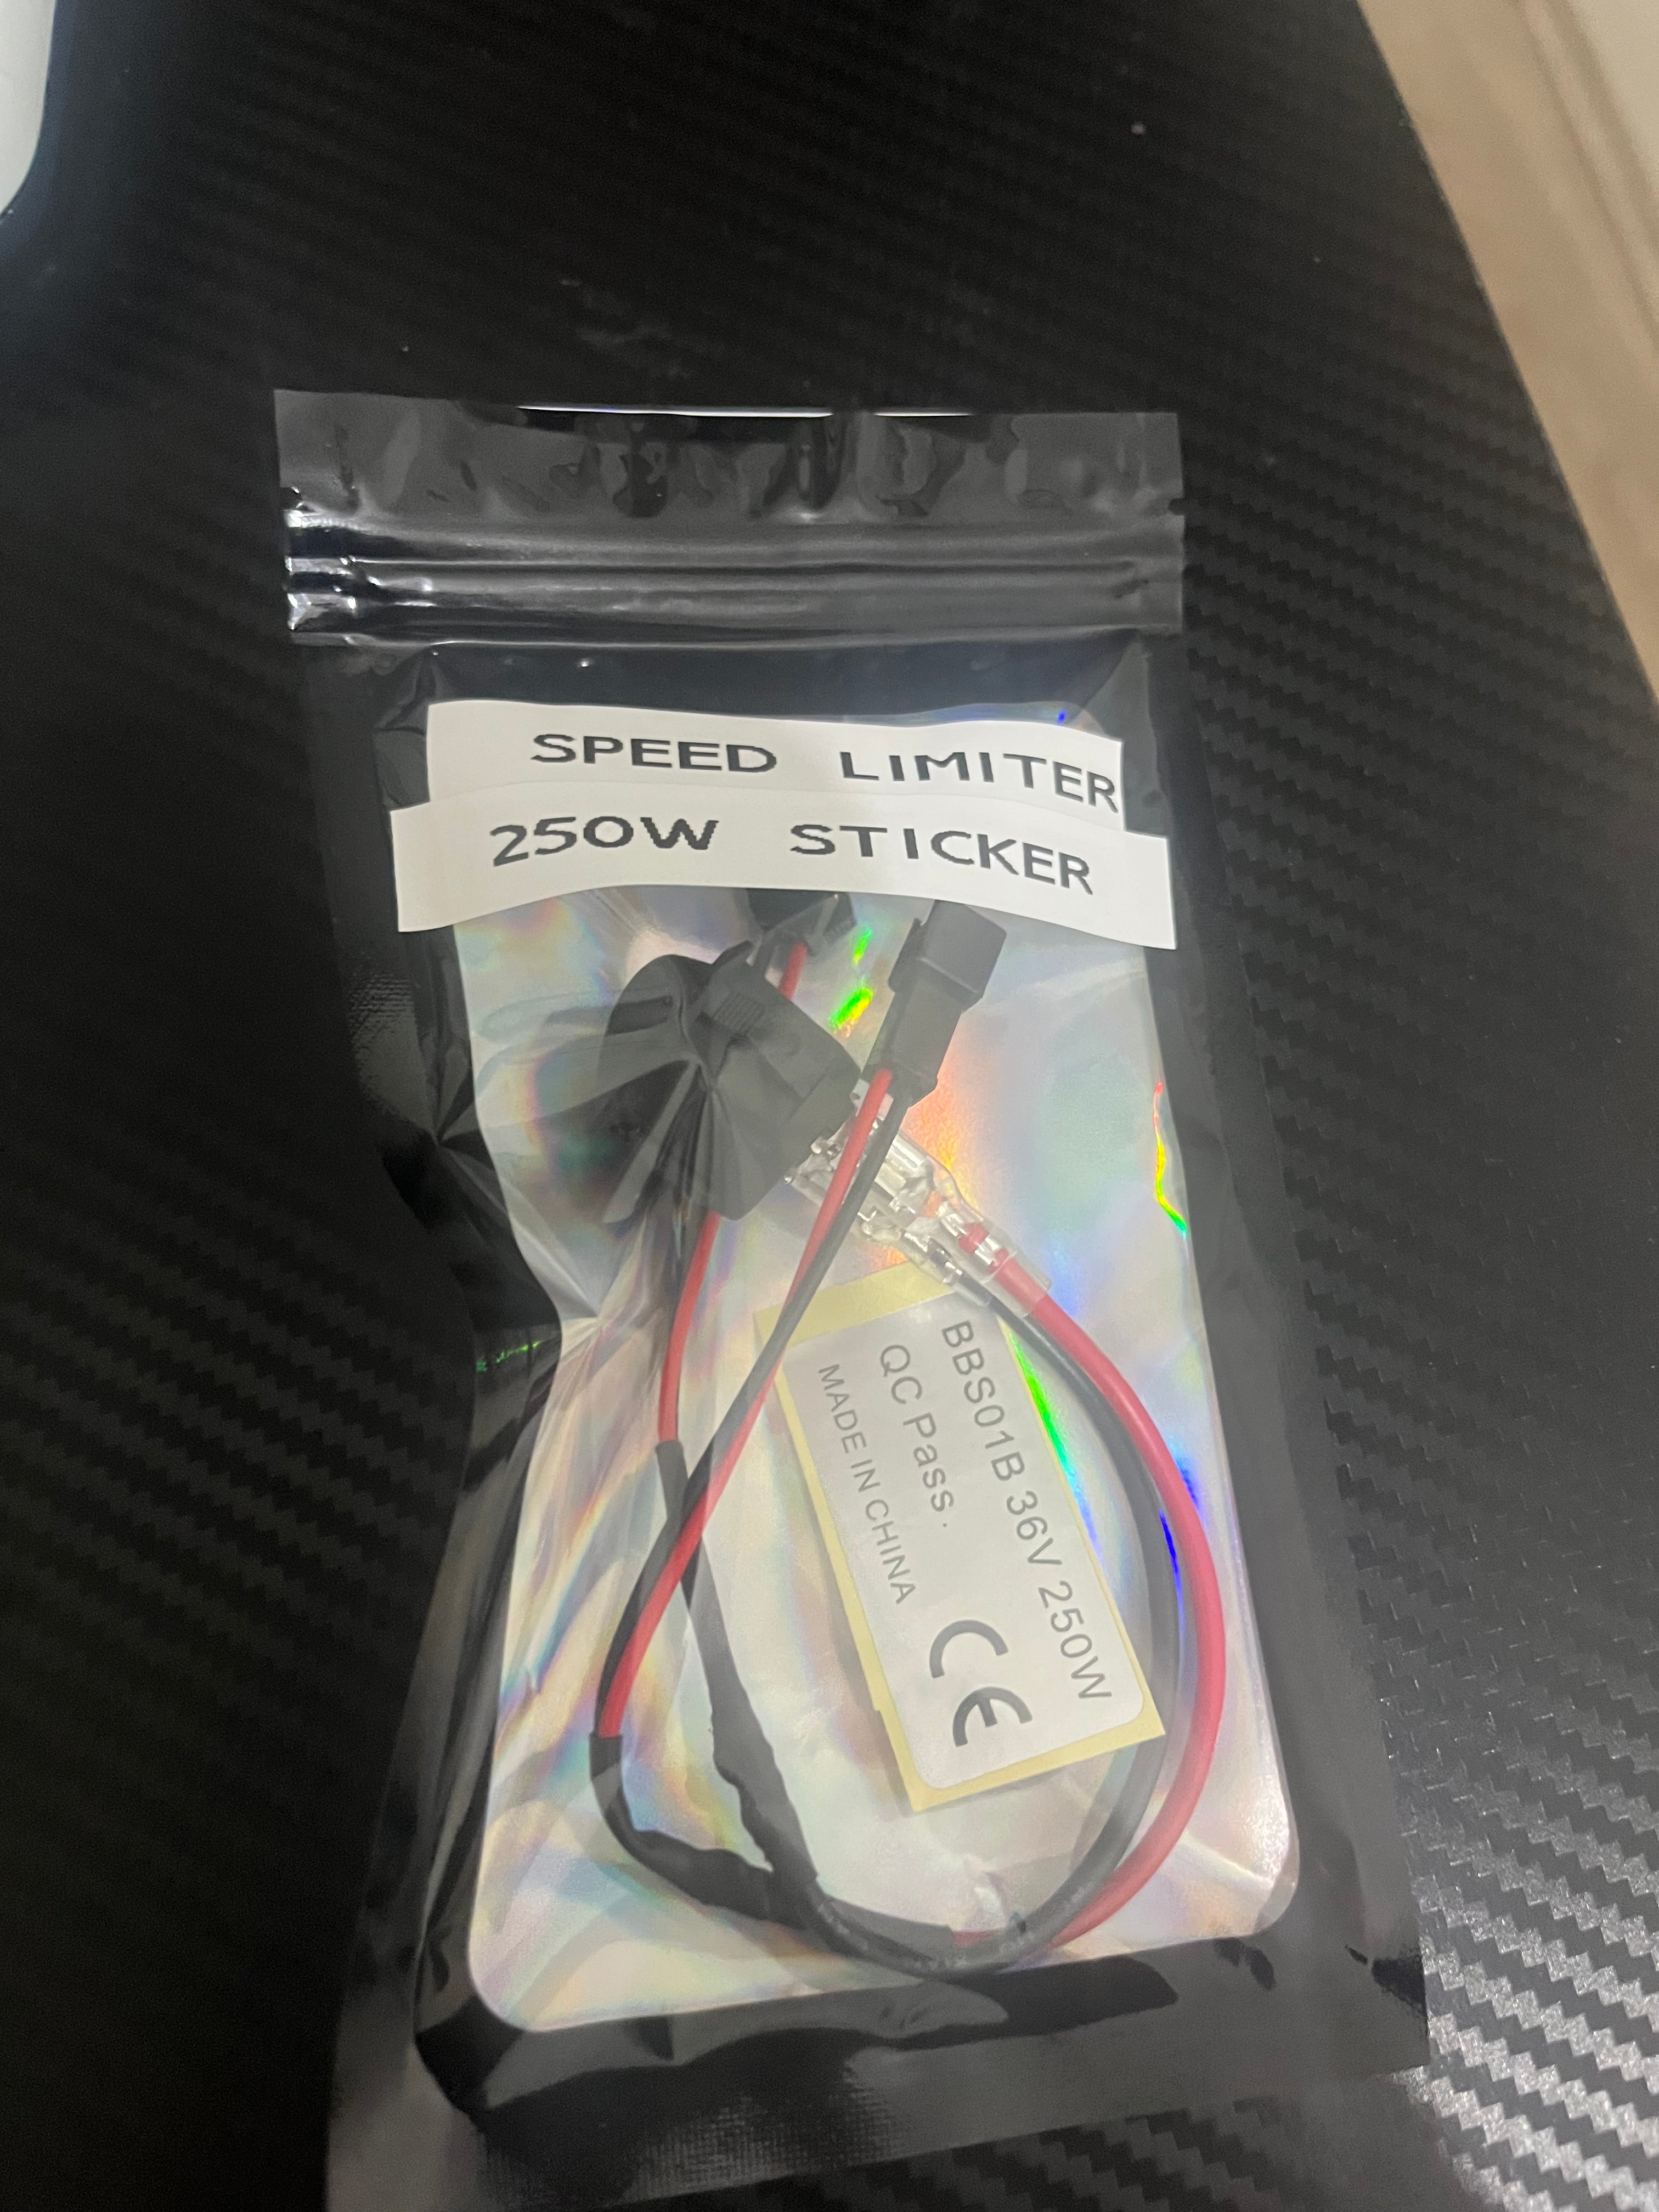 SPEED LIMITER
250W STICKER
BBS01B 36V 250W
QC Pass.
MADE IN CHINA
CE